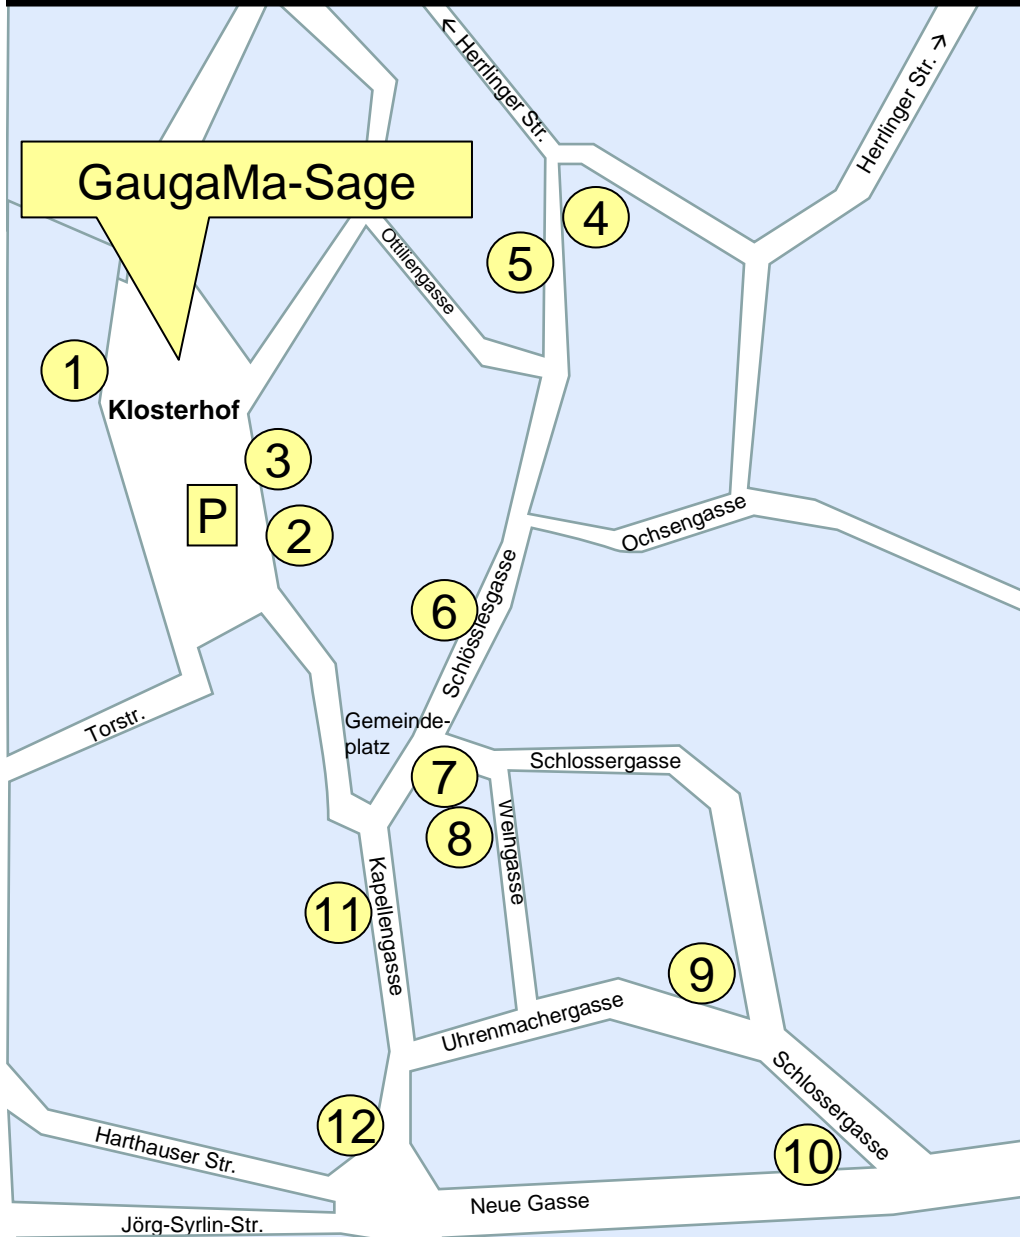 ← Herrlinger Str.
Herrlinger Str. →
GaugaMa-Sage
4
Ottiliengasse
5
1
Klosterhof
3
P
2
Ochsengasse
6
Schlösslesgasse
Torstr.
Gemeinde-
platz
Schlossergasse
7
8
Weingasse
Kapellengasse
11
9
Uhrenmachergasse
Schlossergasse
12
Harthauser Str.
10
Neue Gasse
Jörg-Syrlin-Str.